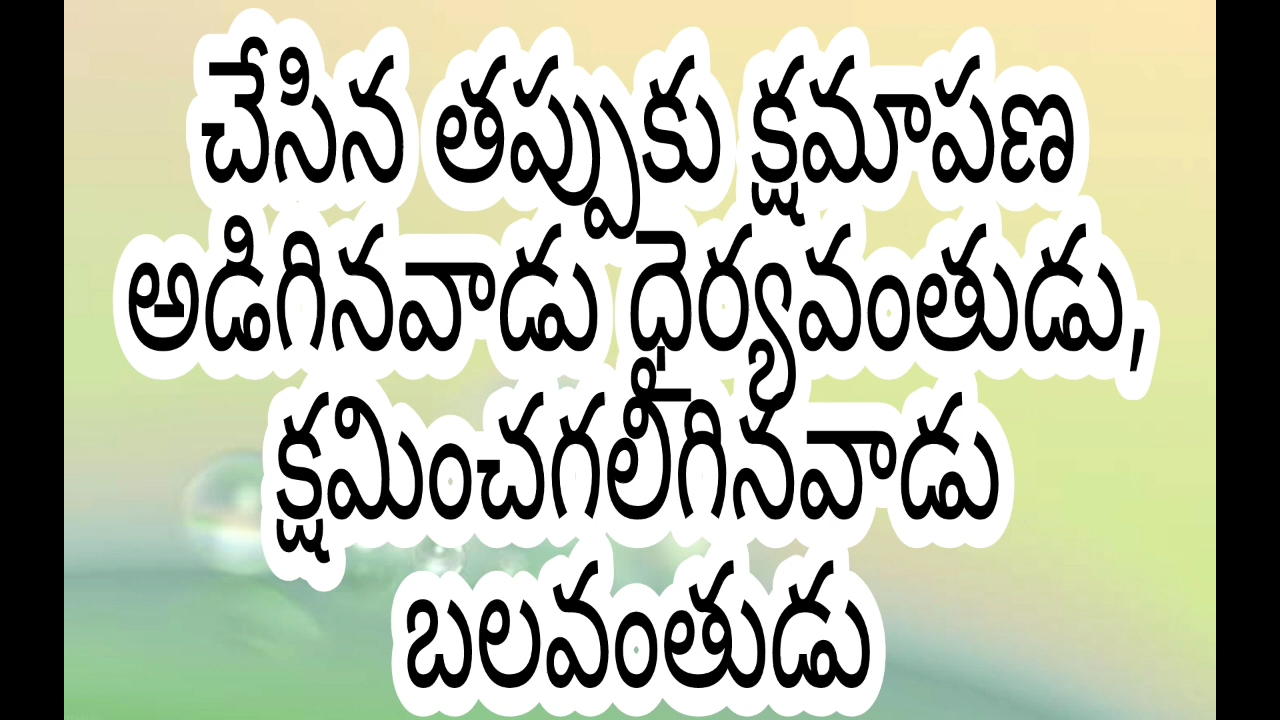 చేసిన తప్పుకు క్షమాపణ
అడిగినవాడు ధైర్యవంతుడు,
క్షమించగలిగినవాడు
బలవంతుడు